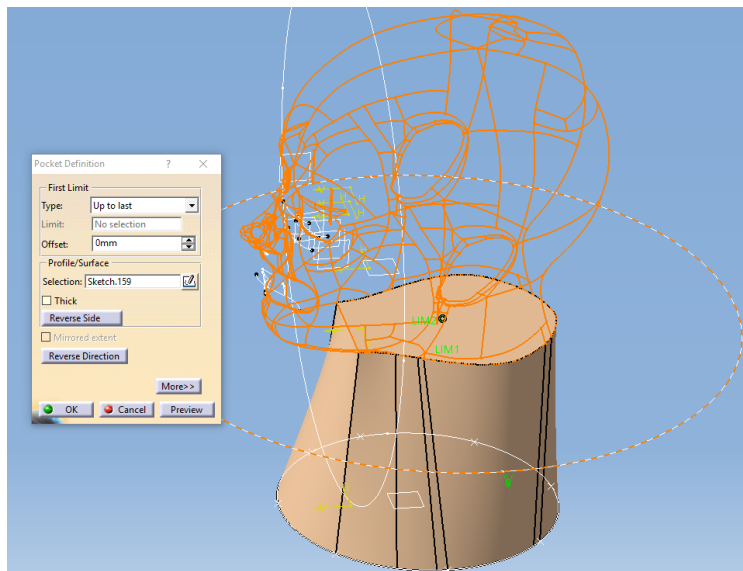 Pocket Definition ? ×
First Limit
Type: Up to last
Limit: No selection
Offset: 0mm
Profile/Surface
Selection: Sketch.159
Thick
Reverse Side
Mirrored extent
Reverse Direction
More>>
OK Cancel Preview
LIM2
LIM1